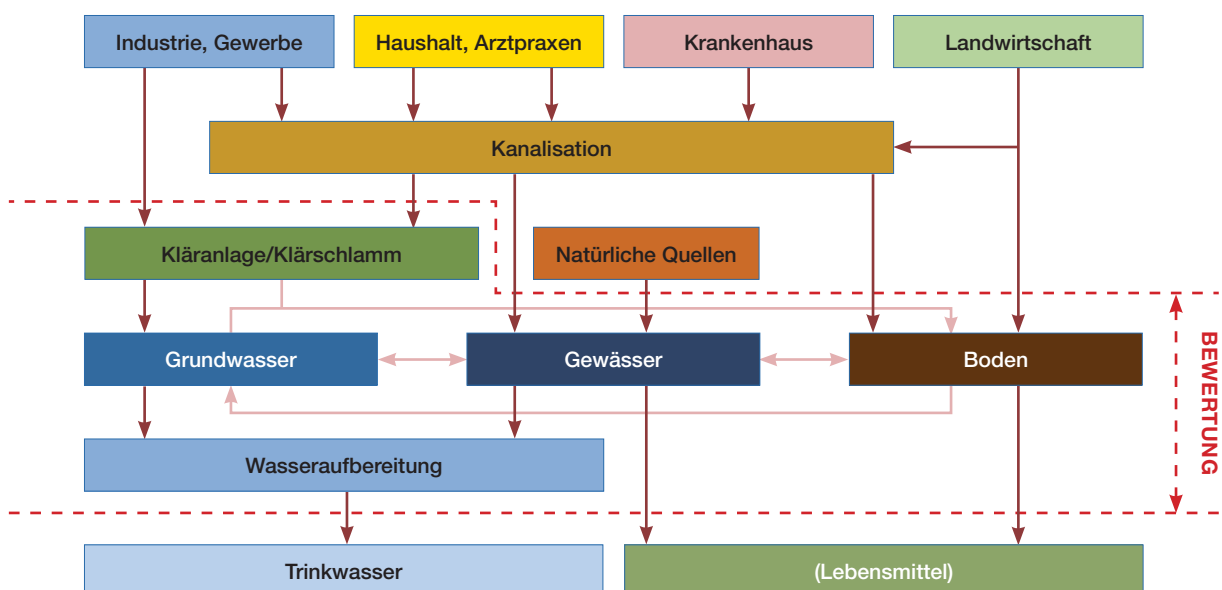 Industrie, Gewerbe
Haushalt, Arztpraxen
Krankenhaus
Landwirtschaft
Kanalisation
Kläranlage/Klärschlamm
Natürliche Quellen
Grundwasser
Gewässer
Boden
BEWERTUNG
Wasseraufbereitung
Trinkwasser
(Lebensmittel)